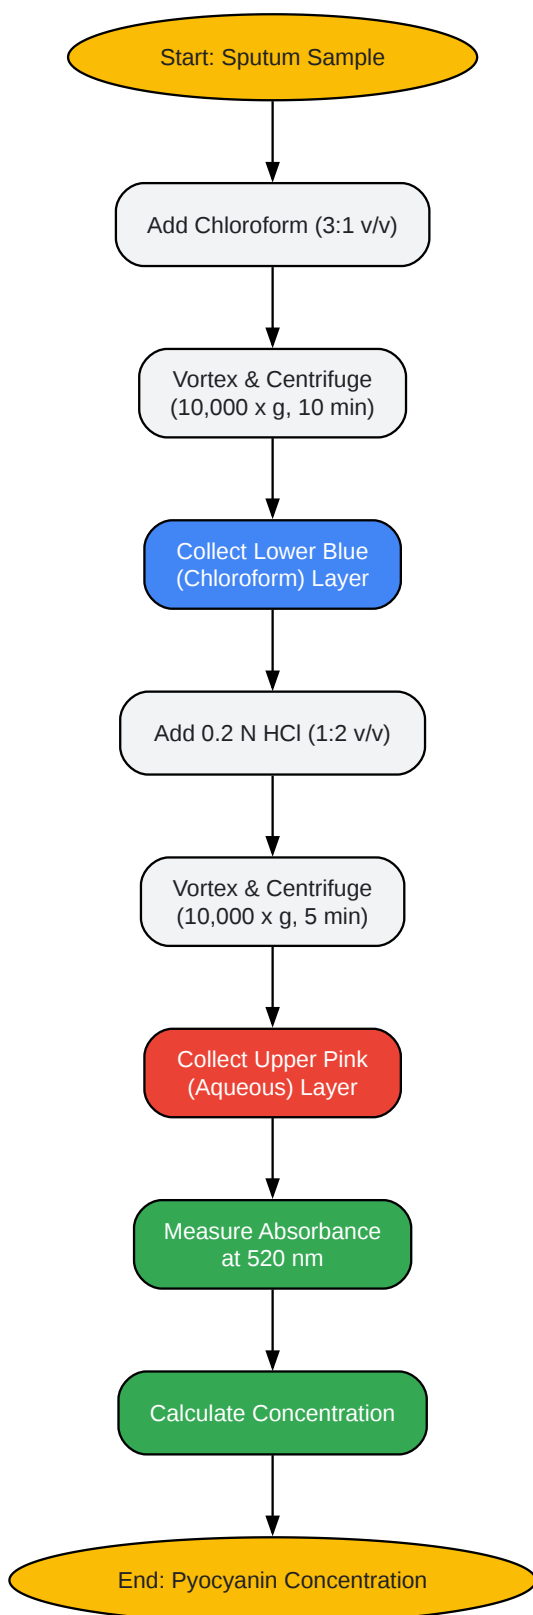 Start: Sputum Sample
Add Chloroform (3:1 v/v)
Vortex & Centrifuge
(10,000 x g, 10 min)
Collect Lower Blue
(Chloroform) Layer
Add 0.2 N HCl (1:2 v/v)
Vortex & Centrifuge
(10,000 x g, 5 min)
Collect Upper Pink
(Aqueous) Layer
Measure Absorbance
at 520 nm
Calculate Concentration
End: Pyocyanin Concentration